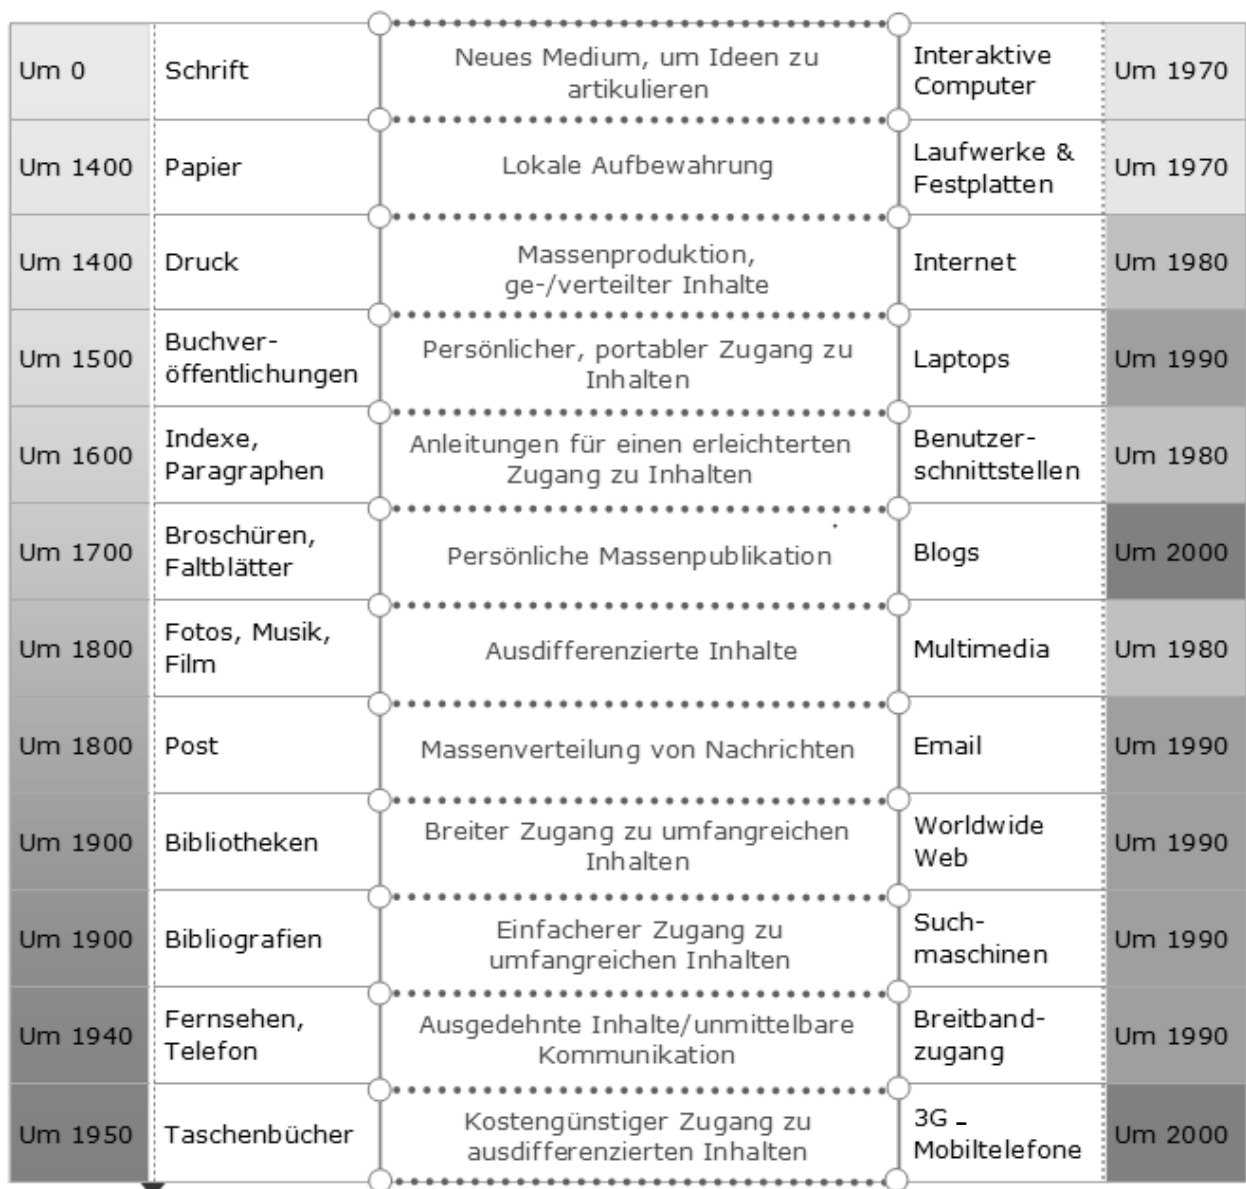 Um 0
Schrift
Neues Medium, um Ideen zu
artikulieren
Interaktive
Computer
Um 1970
Um 1400
Papier
Lokale Aufbewahrung
Laufwerke &
Festplatten
Um 1970
Um 1400
Druck
Massenproduktion,
ge-/verteilter Inhalte
Internet
Um 1980
Um 1500
Buchver-
öffentlichungen
Persönlicher, portabler Zugang zu
Inhalten
Laptops
Um 1990
Um 1600
Indexe,
Paragraphen
Anleitungen für einen erleichterten
Zugang zu Inhalten
Benutzer-
schnittstellen
Um 1980
Um 1700
Broschüren,
Faltblätter
Persönliche Massenpublikation
Blogs
Um 2000
Um 1800
Fotos, Musik,
Film
Ausdifferenzierte Inhalte
Multimedia
Um 1980
Um 1800
Post
Massenverteilung von Nachrichten
Email
Um 1990
Um 1900
Bibliotheken
Breiter Zugang zu umfangreichen
Inhalten
Worldwide
Web
Um 1990
Um 1900
Bibliografien
Einfacherer Zugang zu
umfangreichen Inhalten
Such-
maschinen
Um 1990
Um 1940
Fernsehen,
Telefon
Ausgedehnte Inhalte/unmittelbare
Kommunikation
Breitband-
zugang
Um 1990
Um 1950
Taschenbücher
Kostengünstiger Zugang zu
ausdifferenzierten Inhalten
3G –
Mobiltelefone
Um 2000